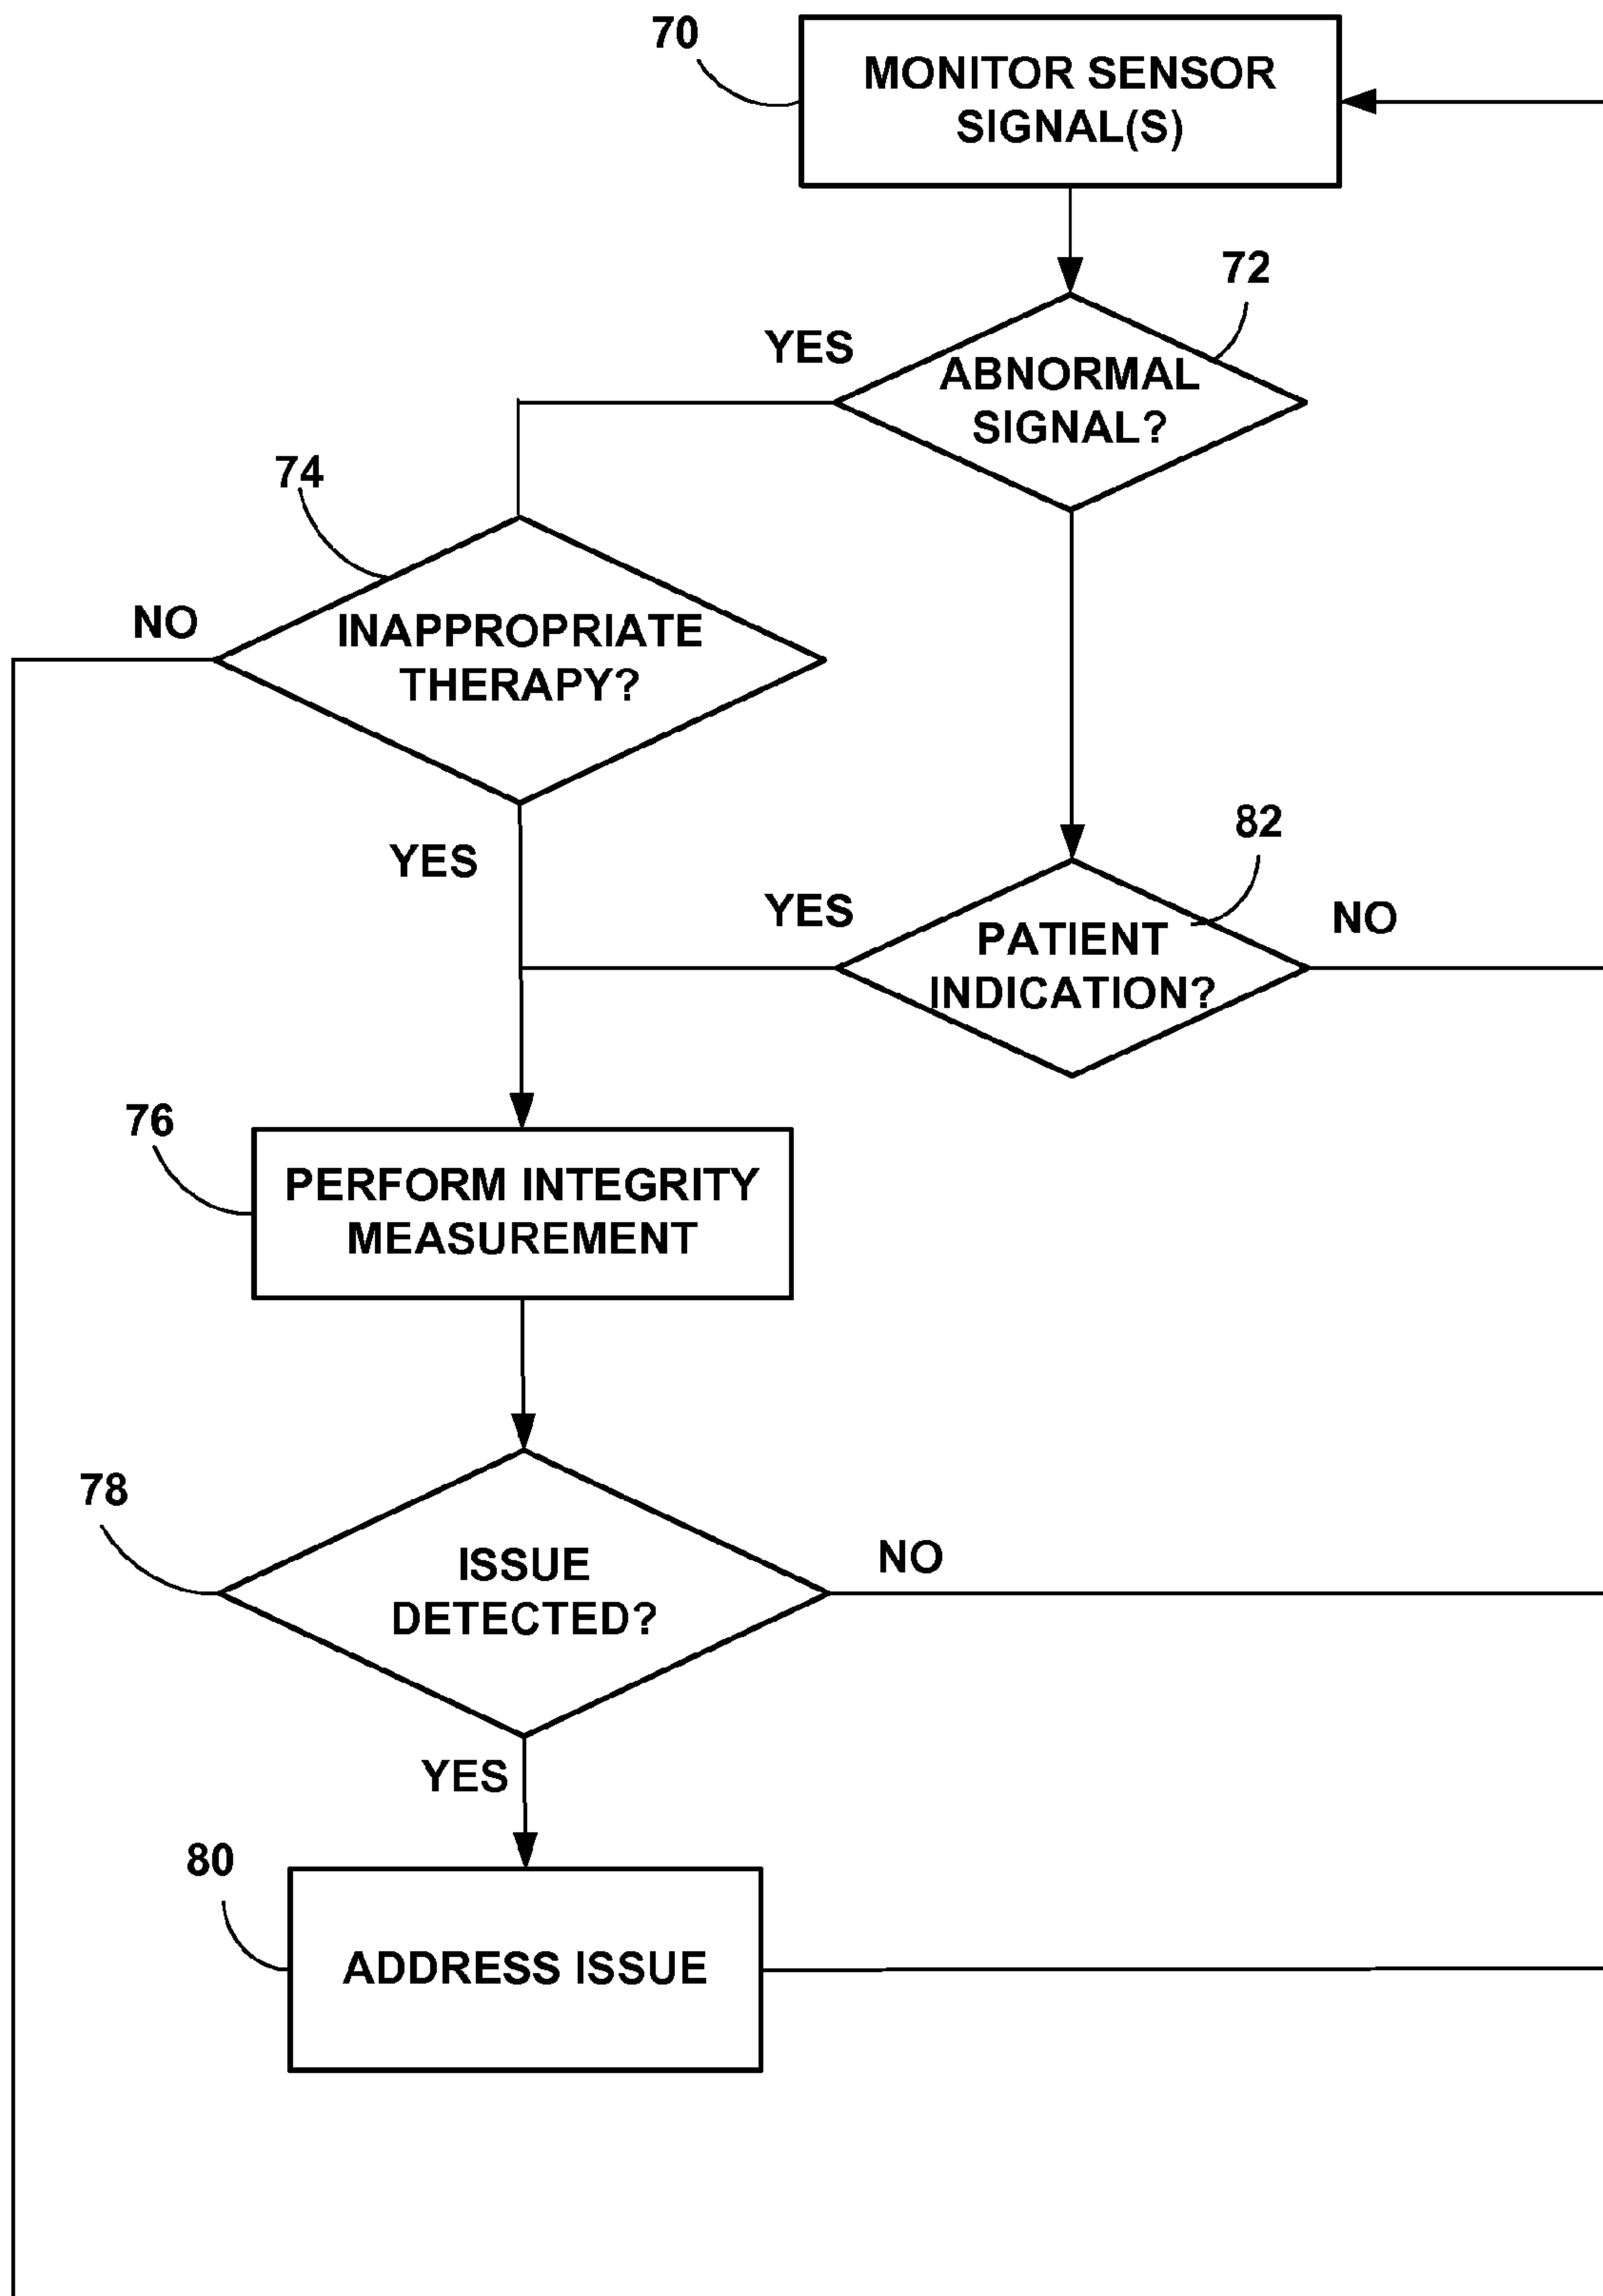 70
MONITOR SENSOR
SIGNAL(S)
72
YES
ABNORMAL
SIGNAL?
74
NO
INAPPROPRIATE
THERAPY?
YES
82
YES
PATIENT
INDICATION?
NO
76
PERFORM INTEGRITY
MEASUREMENT
78
ISSUE
DETECTED?
NO
YES
80
ADDRESS ISSUE